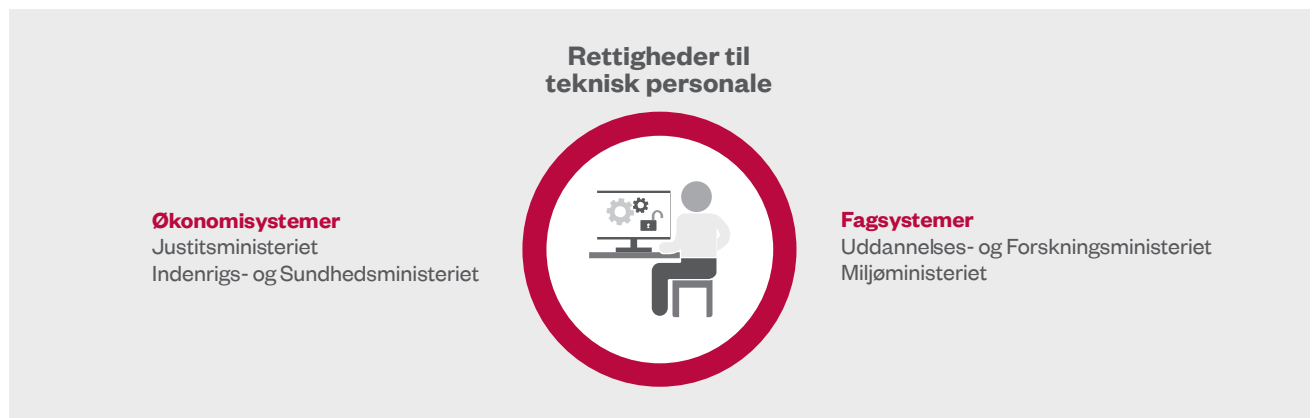 Rettigheder til
teknisk personale
Økonomisystemer
Justitsministeriet
Indenrigs- og Sundhedsministeriet
Fagsystemer
Uddannelses- og Forskningsministeriet
Miljøministeriet